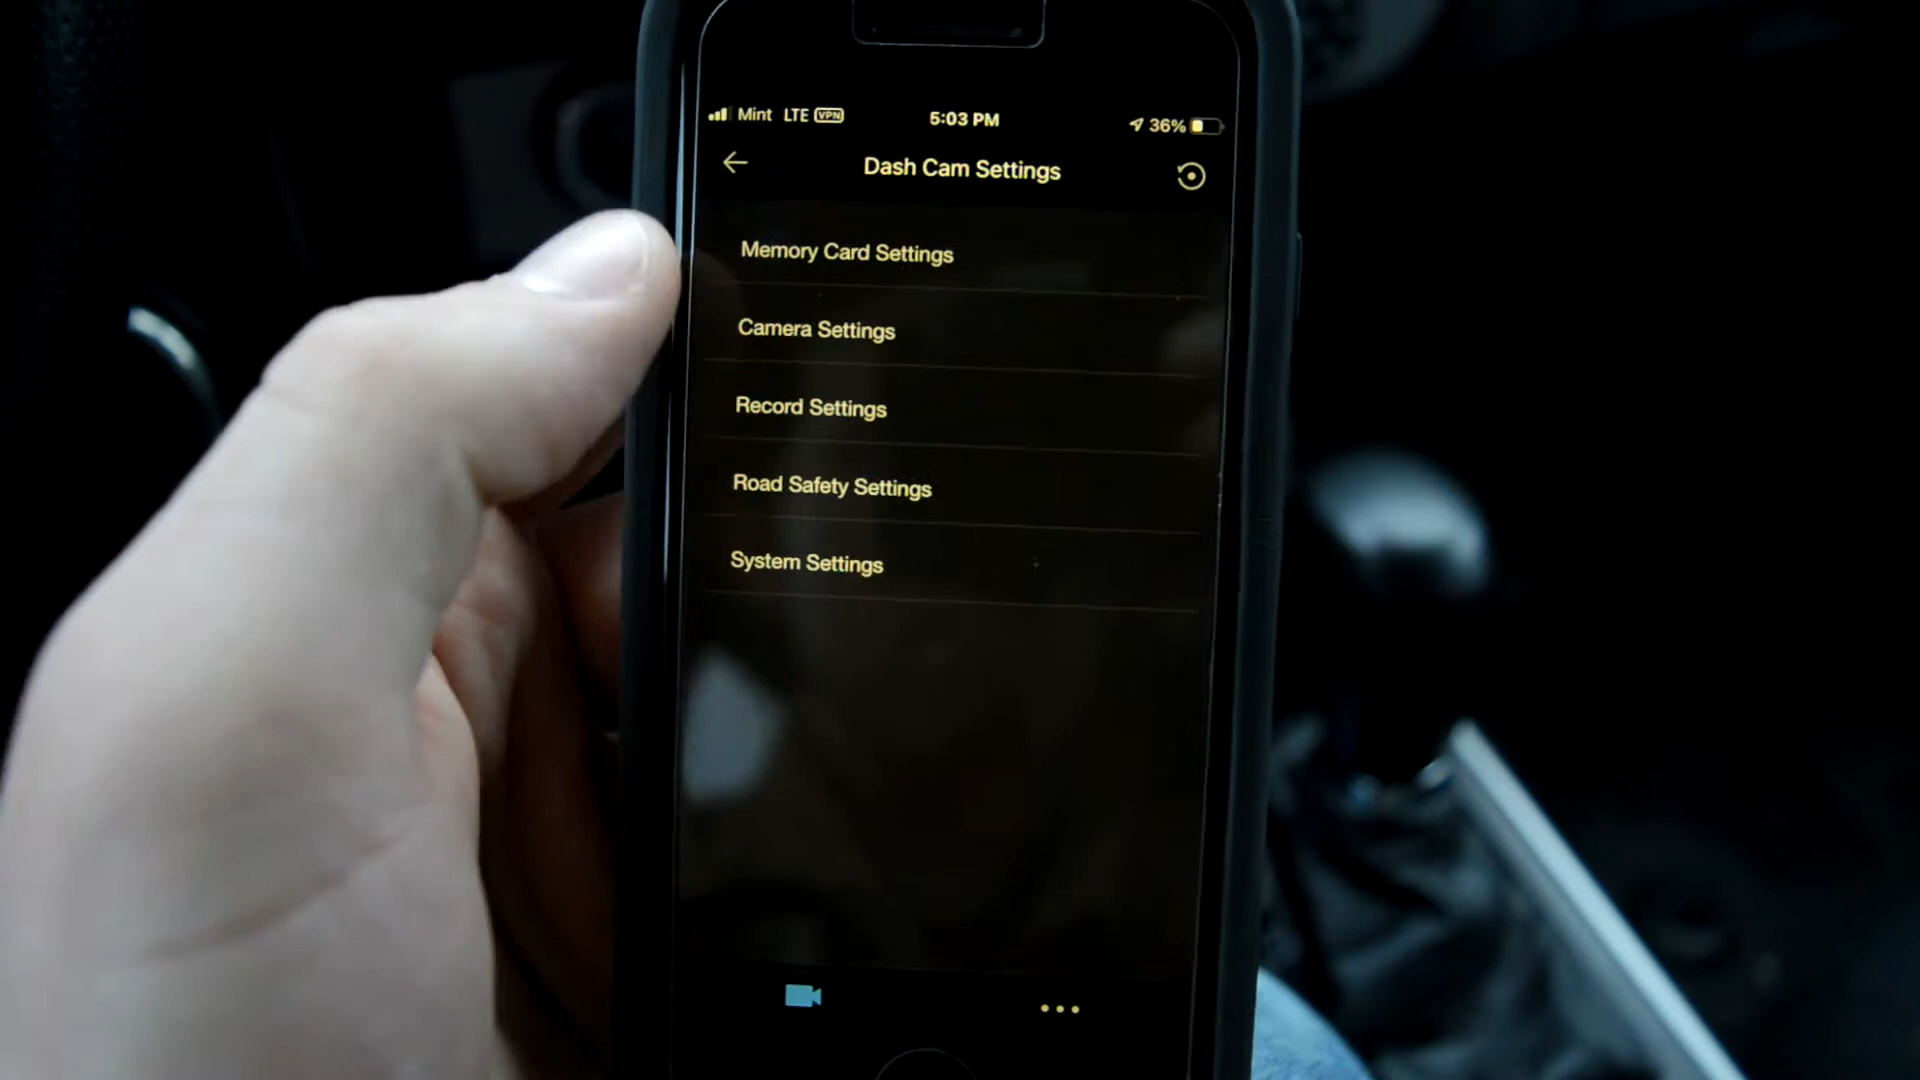 Mint LTE VPN 5:03 PM 36%
Dash Cam Settings
Memory Card Settings
Camera Settings
Record Settings
Road Safety Settings
System Settings